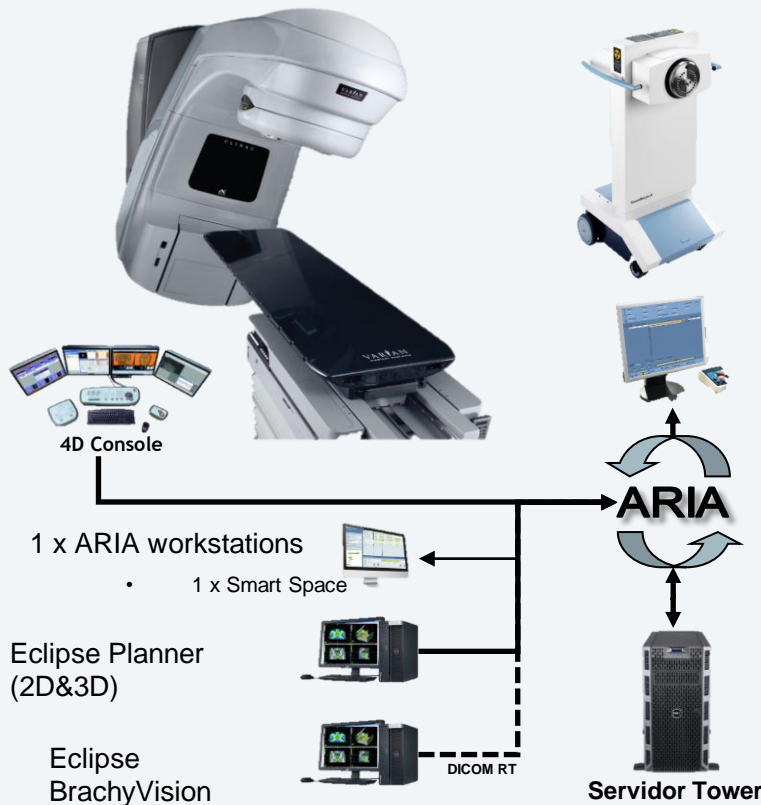 VARIAN
CLINAC
iX
VARIAN
4D Console
ARIA
1 x ARIA workstations
• 1 x Smart Space
Eclipse Planner
(2D&3D)
Eclipse
BrachyVision
DICOM RT
Servidor Tower